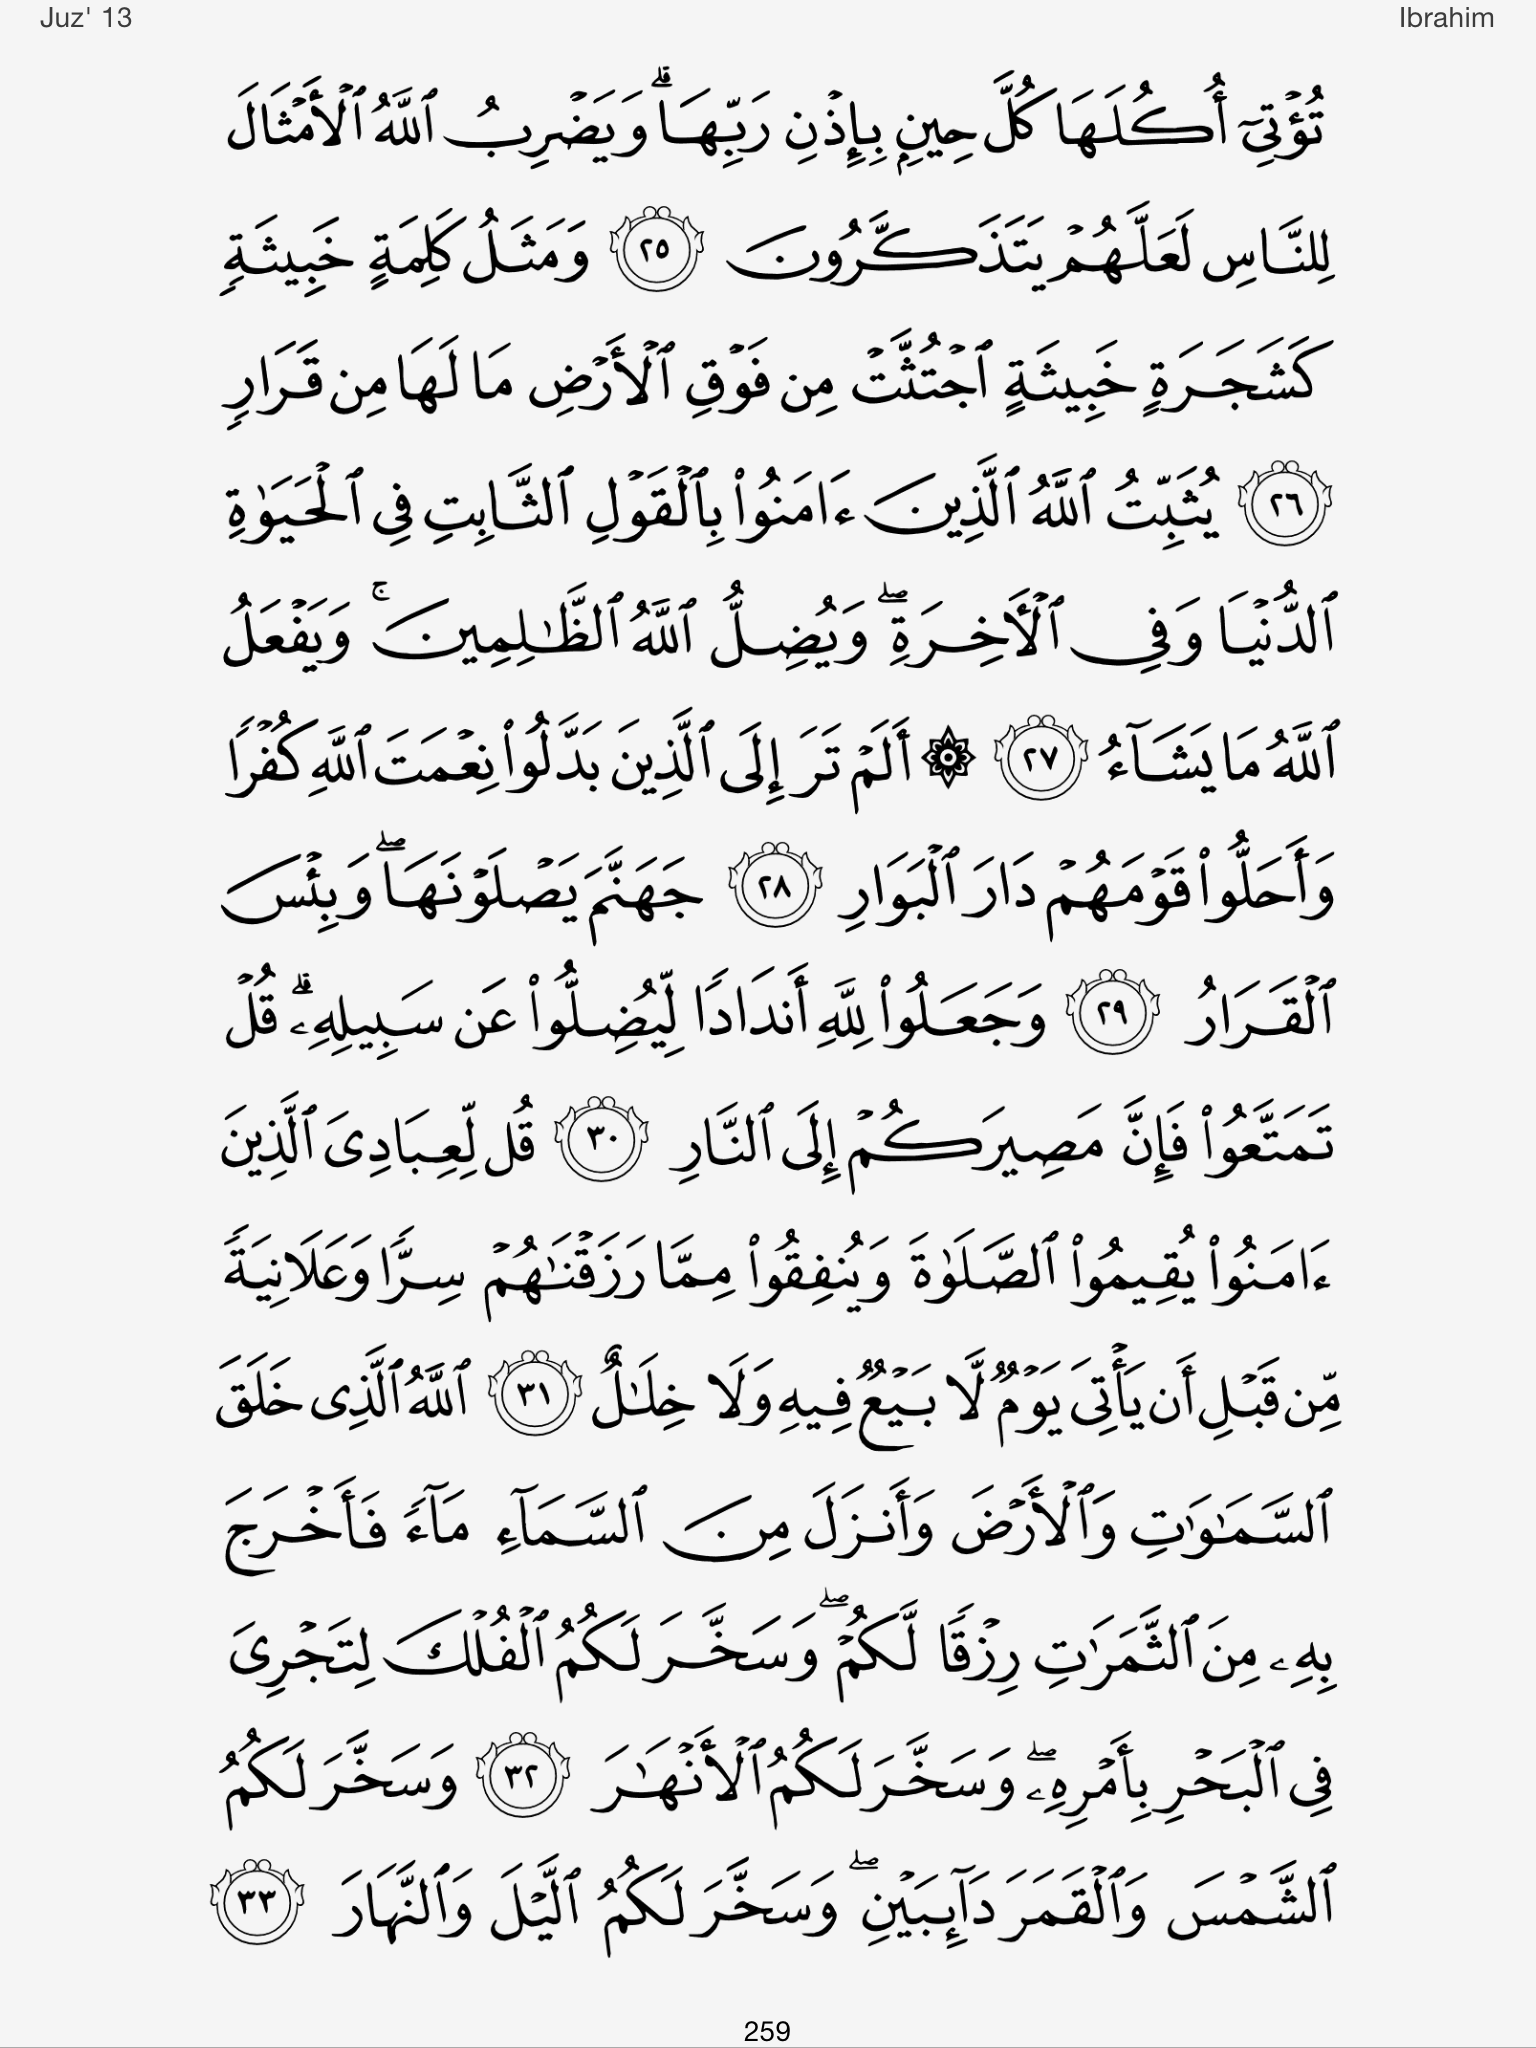 Juz' 13 Ibrahim
تُؤۡتِيٓ أُكُلَهَا كُلَّ حِينِۭ بِإِذۡنِ رَبِّهَاۗ وَيَضۡرِبُ ٱللَّهُ ٱلۡأَمۡثَالَ
لِلنَّاسِ لَعَلَّهُمۡ يَتَذَكَّرُونَ ٢٥ وَمَثَلُ كَلِمَةٍ خَبِيثَةٖ
كَشَجَرَةٍ خَبِيثَةٍ ٱجۡتُثَّتۡ مِن فَوۡقِ ٱلۡأَرۡضِ مَا لَهَا مِن قَرَارٖ
٢٦ يُثَبِّتُ ٱللَّهُ ٱلَّذِينَ ءَامَنُواْ بِٱلۡقَوۡلِ ٱلثَّابِتِ فِي ٱلۡحَيَوٰةِ
ٱلدُّنۡيَا وَفِي ٱلۡأٓخِرَةِۖ وَيُضِلُّ ٱللَّهُ ٱلظَّٰلِمِينَۚ وَيَفۡعَلُ
ٱللَّهُ مَا يَشَآءُ ٢٧ ۞ أَلَمۡ تَرَ إِلَى ٱلَّذِينَ بَدَّلُواْ نِعۡمَتَ ٱللَّهِ كُفۡرٗا
وَأَحَلُّواْ قَوۡمَهُمۡ دَارَ ٱلۡبَوَارِ ٢٨ جَهَنَّمَ يَصۡلَوۡنَهَاۖ وَبِئۡسَ
ٱلۡقَرَارُ ٢٩ وَجَعَلُواْ لِلَّهِ أَندَادٗا لِّيُضِلُّواْ عَن سَبِيلِهِۦۗ قُلۡ
تَمَتَّعُواْ فَإِنَّ مَصِيرَكُمۡ إِلَى ٱلنَّارِ ٣٠ قُل لِّعِبَادِيَ ٱلَّذِينَ
ءَامَنُواْ يُقِيمُواْ ٱلصَّلَوٰةَ وَيُنفِقُواْ مِمَّا رَزَقۡنَٰهُمۡ سِرّٗا وَعَلَانِيَةٗ
مِّن قَبۡلِ أَن يَأۡتِيَ يَوۡمٞ لَّا بَيۡعٞ فِيهِ وَلَا خِلَٰلٌ ٣١ ٱللَّهُ ٱلَّذِي خَلَقَ
ٱلسَّمَٰوَٰتِ وَٱلۡأَرۡضَ وَأَنزَلَ مِنَ ٱلسَّمَآءِ مَآءٗ فَأَخۡرَجَ
بِهِۦ مِنَ ٱلثَّمَرَٰتِ رِزۡقٗا لَّكُمۡۖ وَسَخَّرَ لَكُمُ ٱلۡفُلۡكَ لِتَجۡرِيَ
فِي ٱلۡبَحۡرِ بِأَمۡرِهِۦۖ وَسَخَّرَ لَكُمُ ٱلۡأَنۡهَٰرَ ٣٢ وَسَخَّرَ لَكُمُ
ٱلشَّمۡسَ وَٱلۡقَمَرَ دَآئِبَيۡنِۖ وَسَخَّرَ لَكُمُ ٱلَّيۡلَ وَٱلنَّهَارَ ٣٣
259